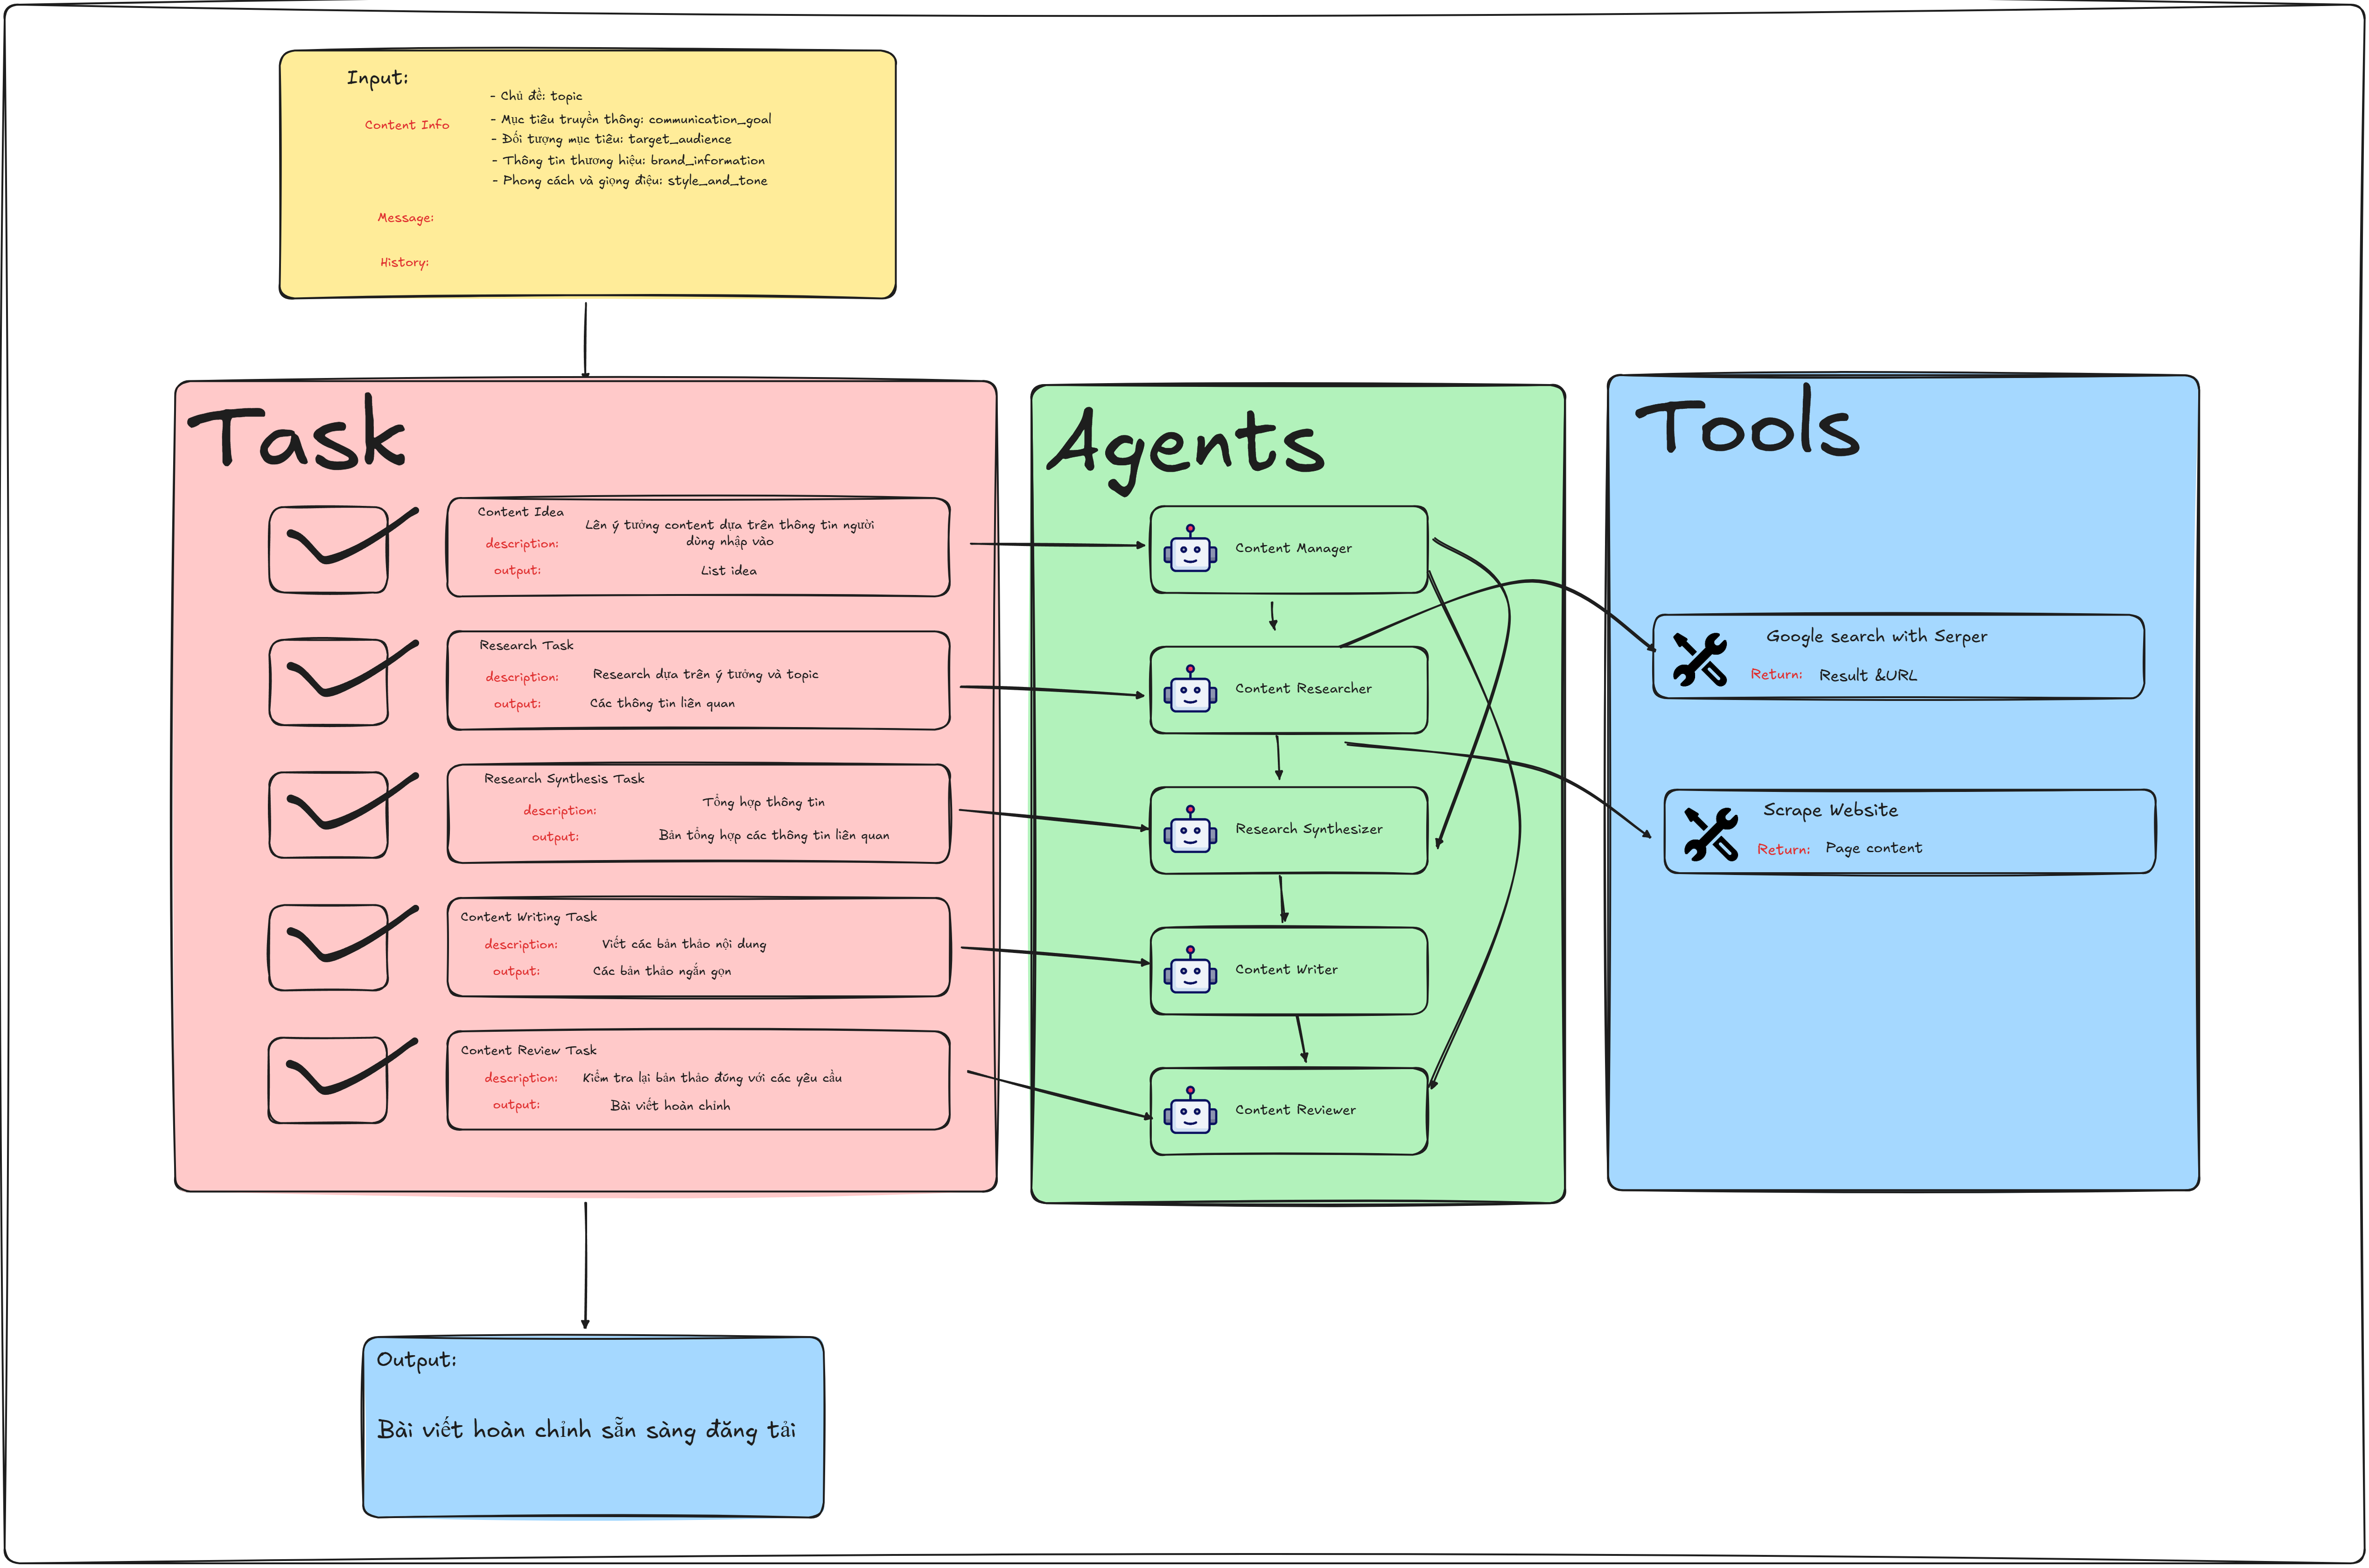 Input:
Content Info
- Chủ đề: topic
- Mục tiêu truyền thông: communication_goal
- Đối tượng mục tiêu: target_audience
- Thông tin thương hiệu: brand_information
- Phong cách và giọng điệu: style_and_tone
Message:
History:
Task
Content Idea
description:
Lên ý tưởng content dựa trên thông tin người
dùng nhập vào
output:
List idea
Research Task
description:
Research dựa trên ý tưởng và topic
output:
Các thông tin liên quan
Research Synthesis Task
description:
Tổng hợp thông tin
output:
Bản tổng hợp các thông tin liên quan
Content Writing Task
description:
Viết các bản thảo nội dung
output:
Các bản thảo ngắn gọn
Content Review Task
description:
Kiểm tra lại bản thảo đúng với các yêu cầu
output:
Bài viết hoàn chỉnh
Agents
Content Manager
Content Researcher
Research Synthesizer
Content Writer
Content Reviewer
Tools
Google search with Serper
Return:
Result &URL
Scrape Website
Return:
Page content
Output:
Bài viết hoàn chỉnh sẵn sàng đăng tải